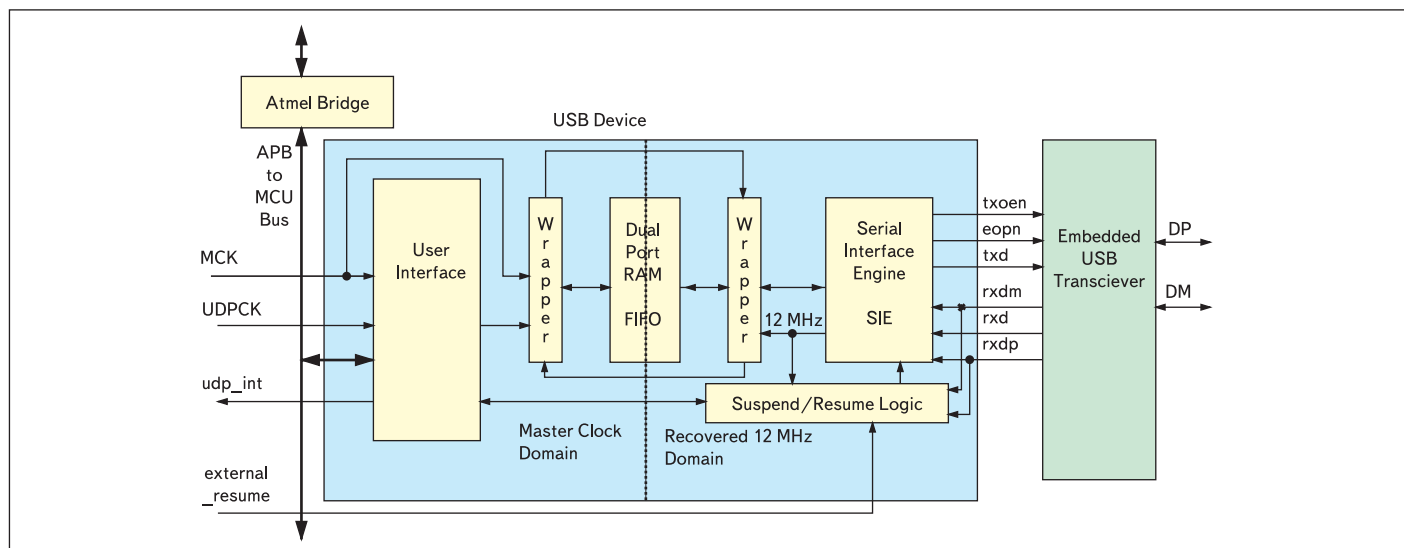 Atmel Bridge
USB Device
APB
to
MCU
Bus
MCK
UDPCK
udp_int
external
_resume
User
Interface
Wrapper
Dual
Port
RAM
FIFO
Wrapper
12 MHz
Serial
Interface
Engine
SIE
Suspend/Resume Logic
Master Clock
Domain
Recovered 12 MHz
Domain
txoen
eopn
txd
rxdm
rxd
rxdp
Embedded
USB
Transciever
DP
DM